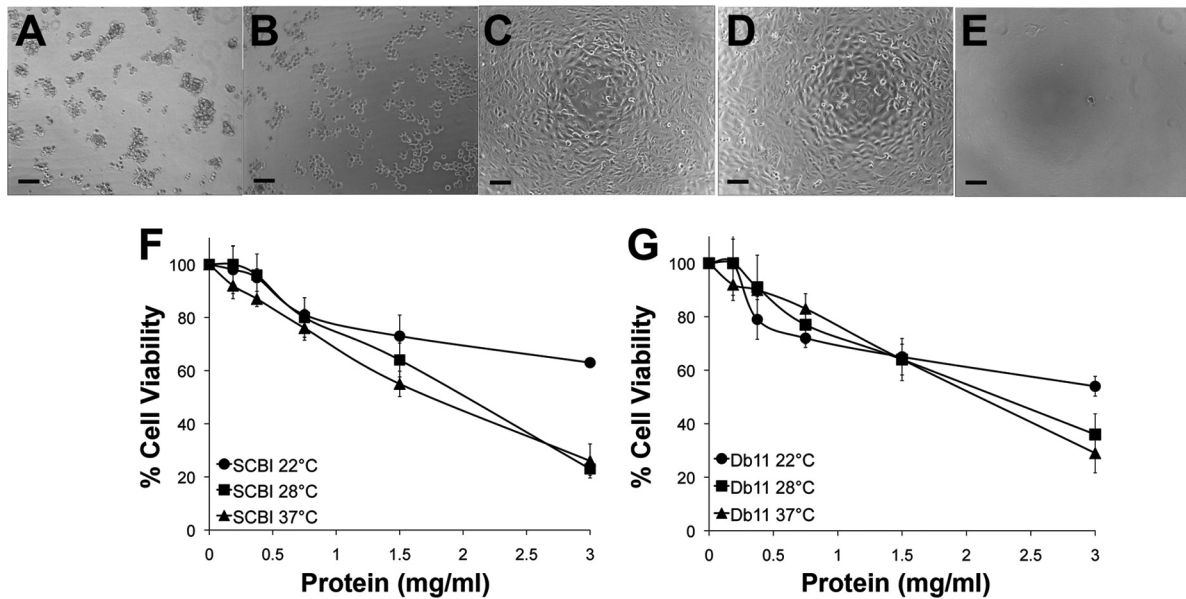 A B C D E
F G
100 100
80 80
60 60
40 40
20 20
0 0
% Cell Viability % Cell Viability
SCBI 22°C Db11 22°C
SCBI 28°C Db11 28°C
SCBI 37°C Db11 37°C
0 0.5 1 1.5 2 2.5 3 0 0.5 1 1.5 2 2.5 3
Protein (mg/ml) Protein (mg/ml)